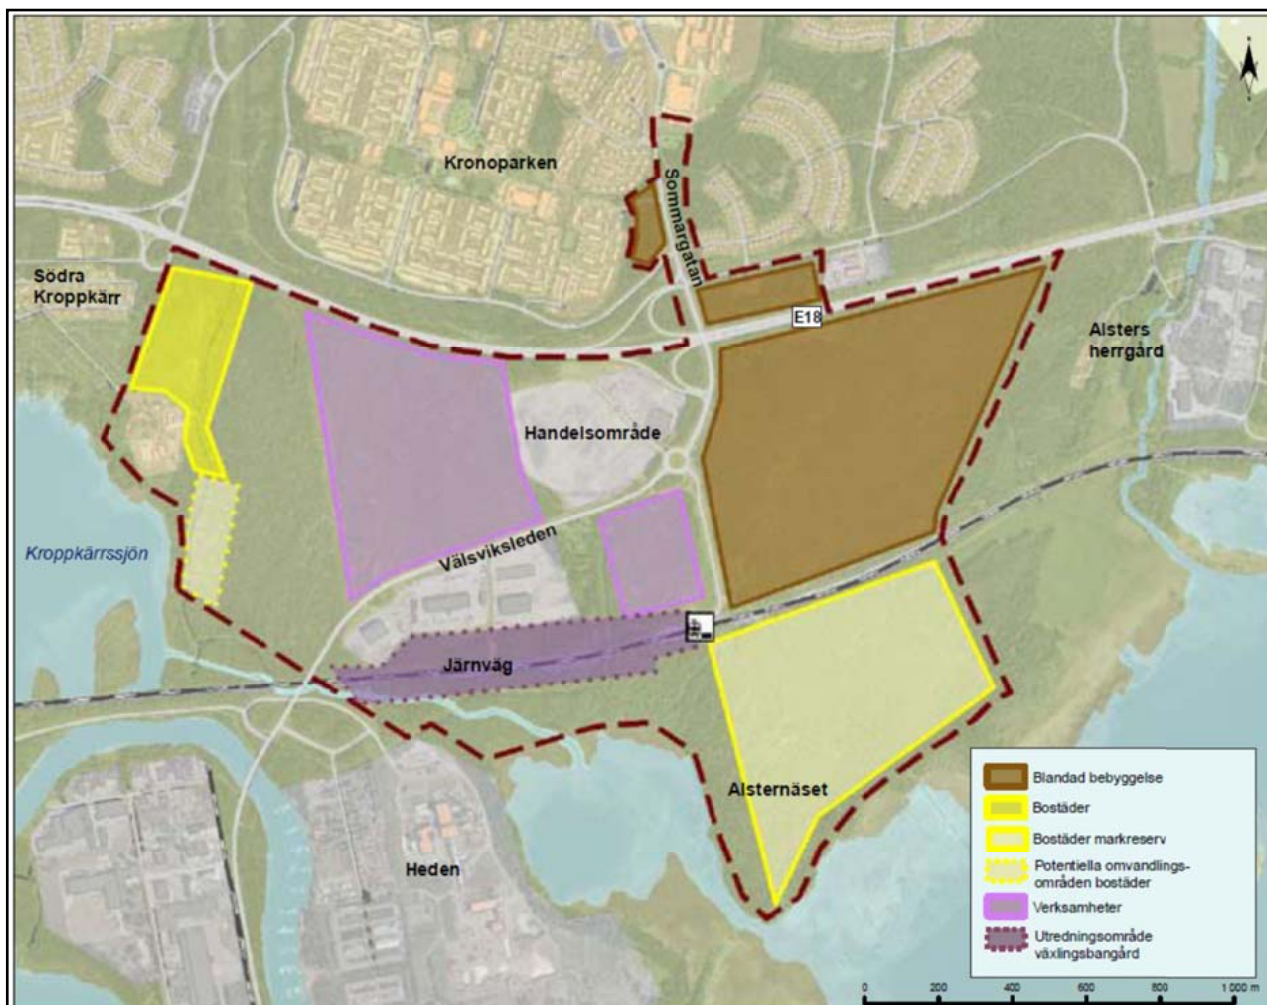 Kronoparken
Sommargatan
Södra
Kroppkärr
E18
Alsters
herrgård
Handelsområde
Välsviksleden
Kroppkärrssjön
Järnväg
Alsternäset
Heden
Blandad bebyggelse
Bostäder
Bostäder markreserv
Potentiella omvandlings-
områden bostäder
Verksamheter
Utredningsområde
växlingsbangård
0 200 400 600 800 1 000 m